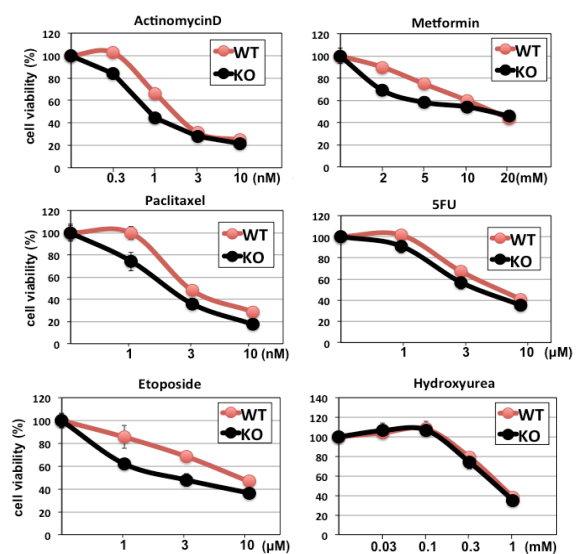 ActinomycinD
cell viability (%)
120
100
80
60
40
20
0
WT
KO
0.3 1 3 10 (nM)
Metformin
120
100
80
60
40
20
0
WT
KO
2 5 10 20(mM)
Paclitaxel
cell viability (%)
120
100
80
60
40
20
0
WT
KO
1 3 10 (nM)
5FU
120
100
80
60
40
20
0
WT
KO
1 3 10 (µM)
Etoposide
cell viability (%)
120
100
80
60
40
20
0
WT
KO
1 3 10 (µM)
Hydroxyurea
140
120
100
80
60
40
20
0
WT
KO
0.03 0.1 0.3 1 (mM)